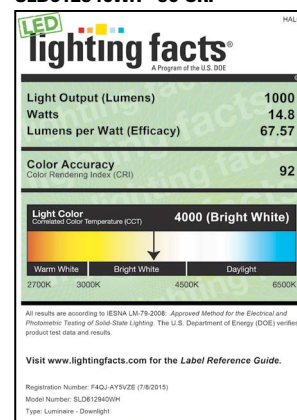 HAL
LED
lighting facts®
A Program of the U.S. DOE
Light Output (Lumens) 1000
Watts 14.8
Lumens per Watt (Efficacy) 67.57
Color Accuracy
Color Rendering Index (CRI) 92
Light Color
Correlated Color Temperature (CCT) 4000 (Bright White)
Warm White Bright White Daylight
2700K 3000K 4500K 6500K
All results are according to IESNA LM-79-2008: Approved Method for the Electrical and
Photometric Testing of Solid-State Lighting. The U.S. Department of Energy (DOE) verifies
product test data and results.
Visit www.lightingfacts.com for the Label Reference Guide.
Registration Number: F4QJ-AY5VZE (7/8/2015)
Model Number: SLD612940WH
Type: Luminaire - Downlight